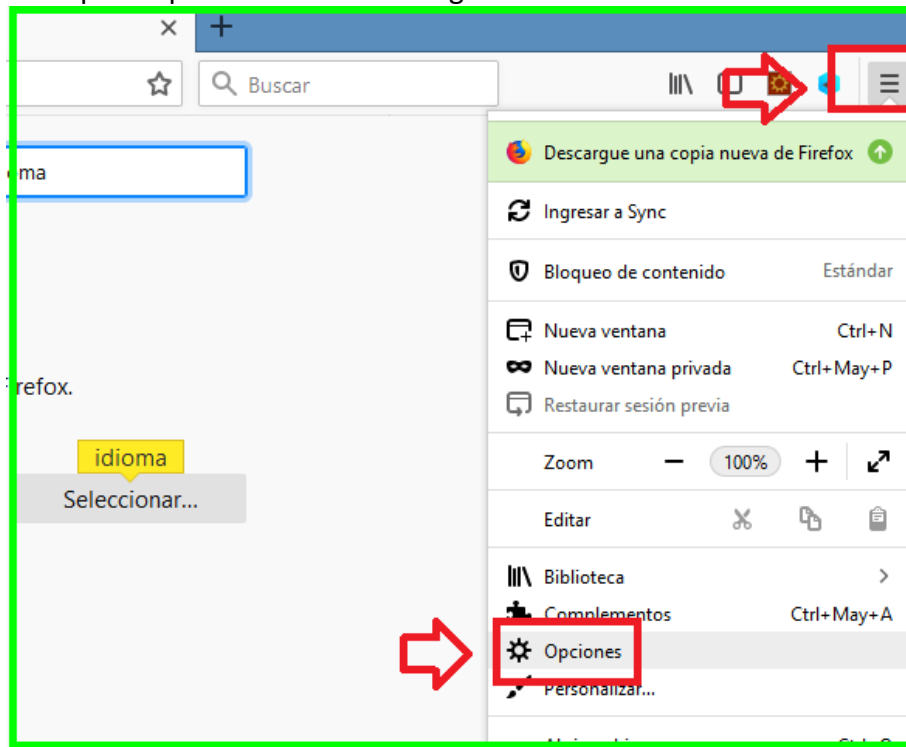 Buscar
Descargue una copia nueva de Firefox
oma
Ingresar a Sync
Bloqueo de contenido Estándar
Nueva ventana Ctrl+N
Nueva ventana privada Ctrl+May+P
refox.
Restaurar sesión previa
idioma
Zoom 100%
Seleccionar...
Editar
Biblioteca
Complementos Ctrl+May+A
Opciones
Personalizar...